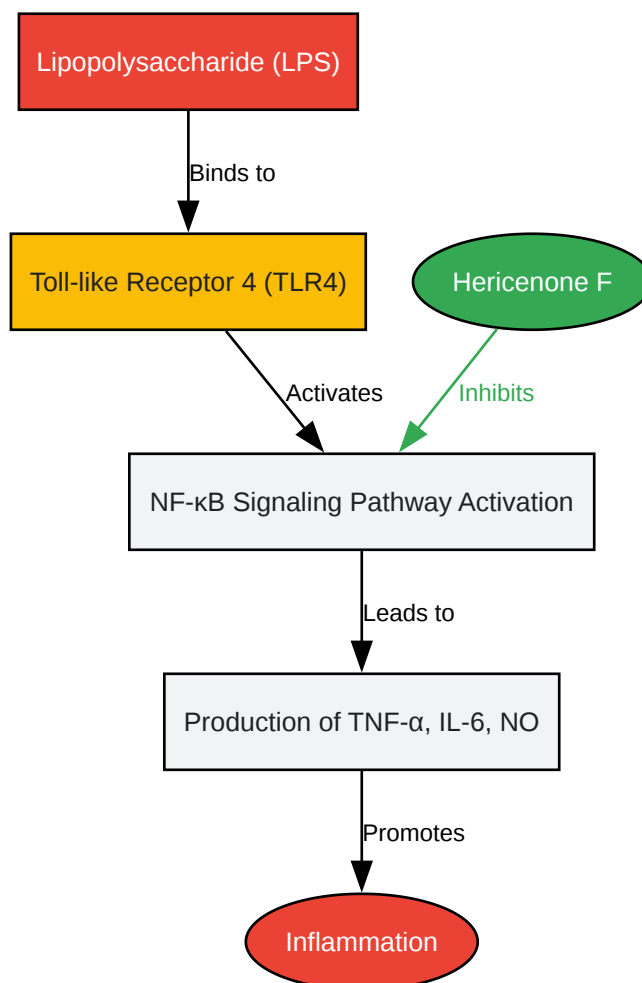 Lipopolysaccharide (LPS)
Binds to
Toll-like Receptor 4 (TLR4)
Hericenone F
Activates
Inhibits
NF-κB Signaling Pathway Activation
Leads to
Production of TNF-α, IL-6, NO
Promotes
Inflammation